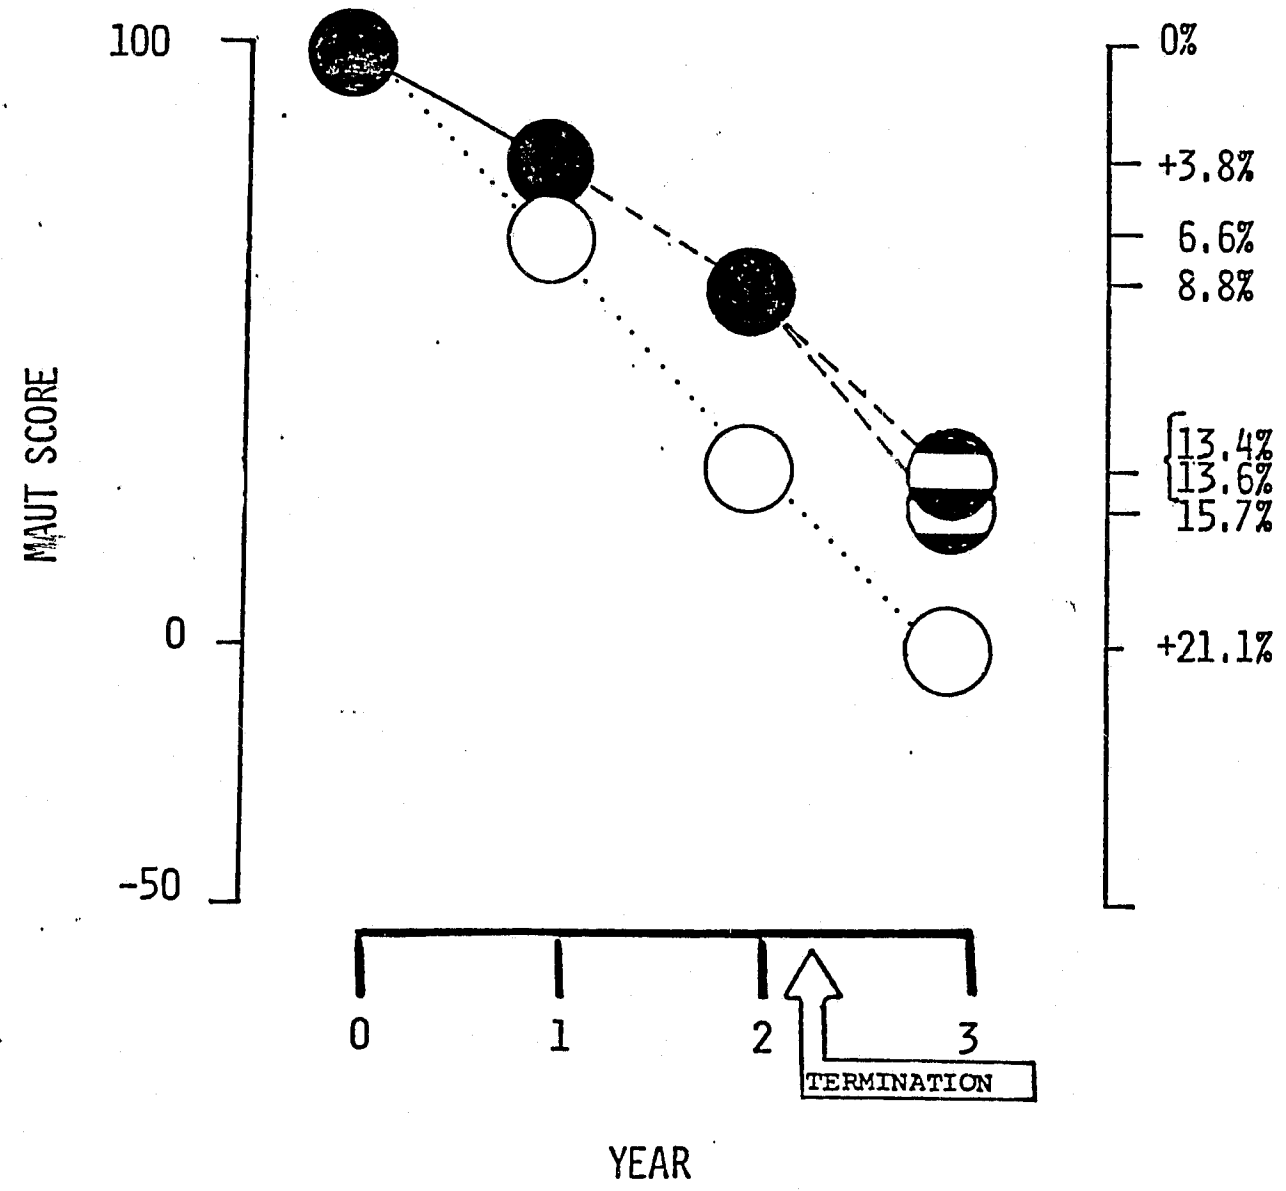 100
0
-50
MAUT SCORE
0%
+3.8%
6.6%
8.8%
13.4%
13.6%
15.7%
+21.1%
0 1 2 3
TERMINATION
YEAR